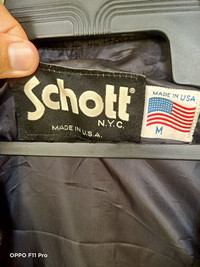 Schott®
N.Y.C.
MADE IN U.S.A.
MADE IN USA
M
OPPO F11 Pro